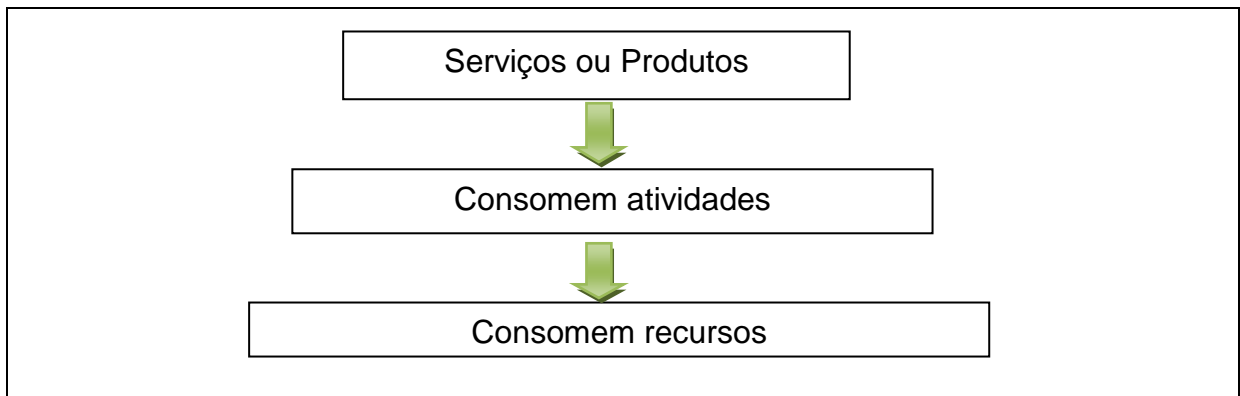 Serviços ou Produtos
Consomem atividades
Consomem recursos